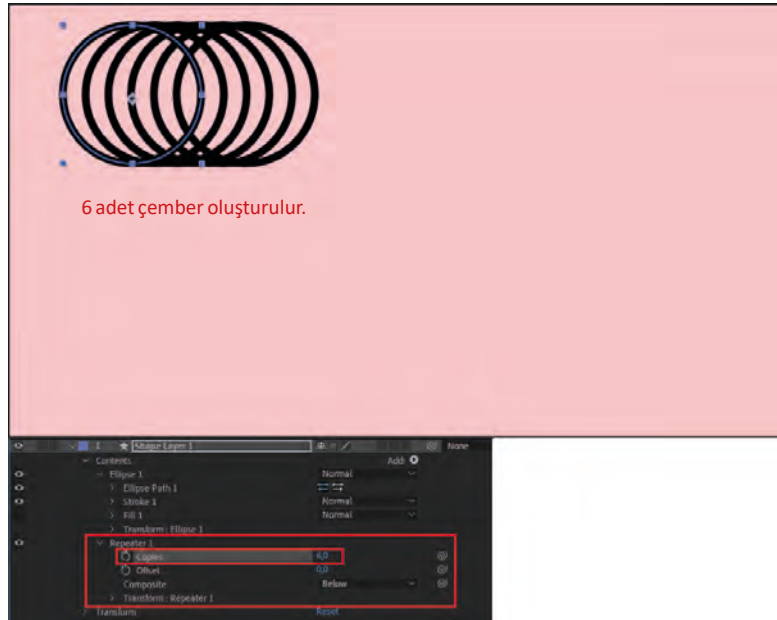 6 adet çember oluşturulur.
1 Shape Layer 1 None
Contents Add:
Ellipse 1 Normal
Ellipse Path 1
Stroke 1 Normal
Fill 1 Normal
Transform: Ellipse 1
Repeater 1
Copies 6,0
Offset 0,0
Composite Below
Transform: Repeater 1
Transform Reset